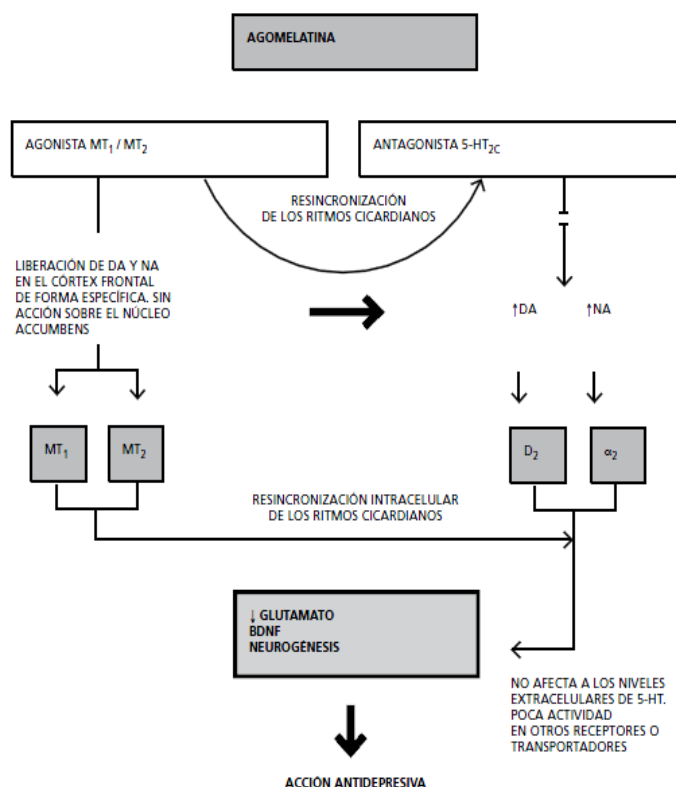 AGOMELATINA
AGONISTA MT₁ / MT₂
ANTAGONISTA 5-HT₂C
RESINCRONIZACIÓN
DE LOS RITMOS CICARDIANOS
LIBERACIÓN DE DA Y NA
EN EL CÓRTEX FRONTAL
DE FORMA ESPECÍFICA. SIN
ACCIÓN SOBRE EL NÚCLEO
ACCUMBENS
↑DA
↑NA
MT₁
MT₂
D₂
α₂
RESINCRONIZACIÓN INTRACELULAR
DE LOS RITMOS CICARDIANOS
↓ GLUTAMATO
BDNF
NEUROGÉNESIS
NO AFECTA A LOS NIVELES
EXTRACELULARES DE 5-HT.
POCA ACTIVIDAD
EN OTROS RECEPTORES O
TRANSPORTADORES
ACCIÓN ANTIDEPRESIVA